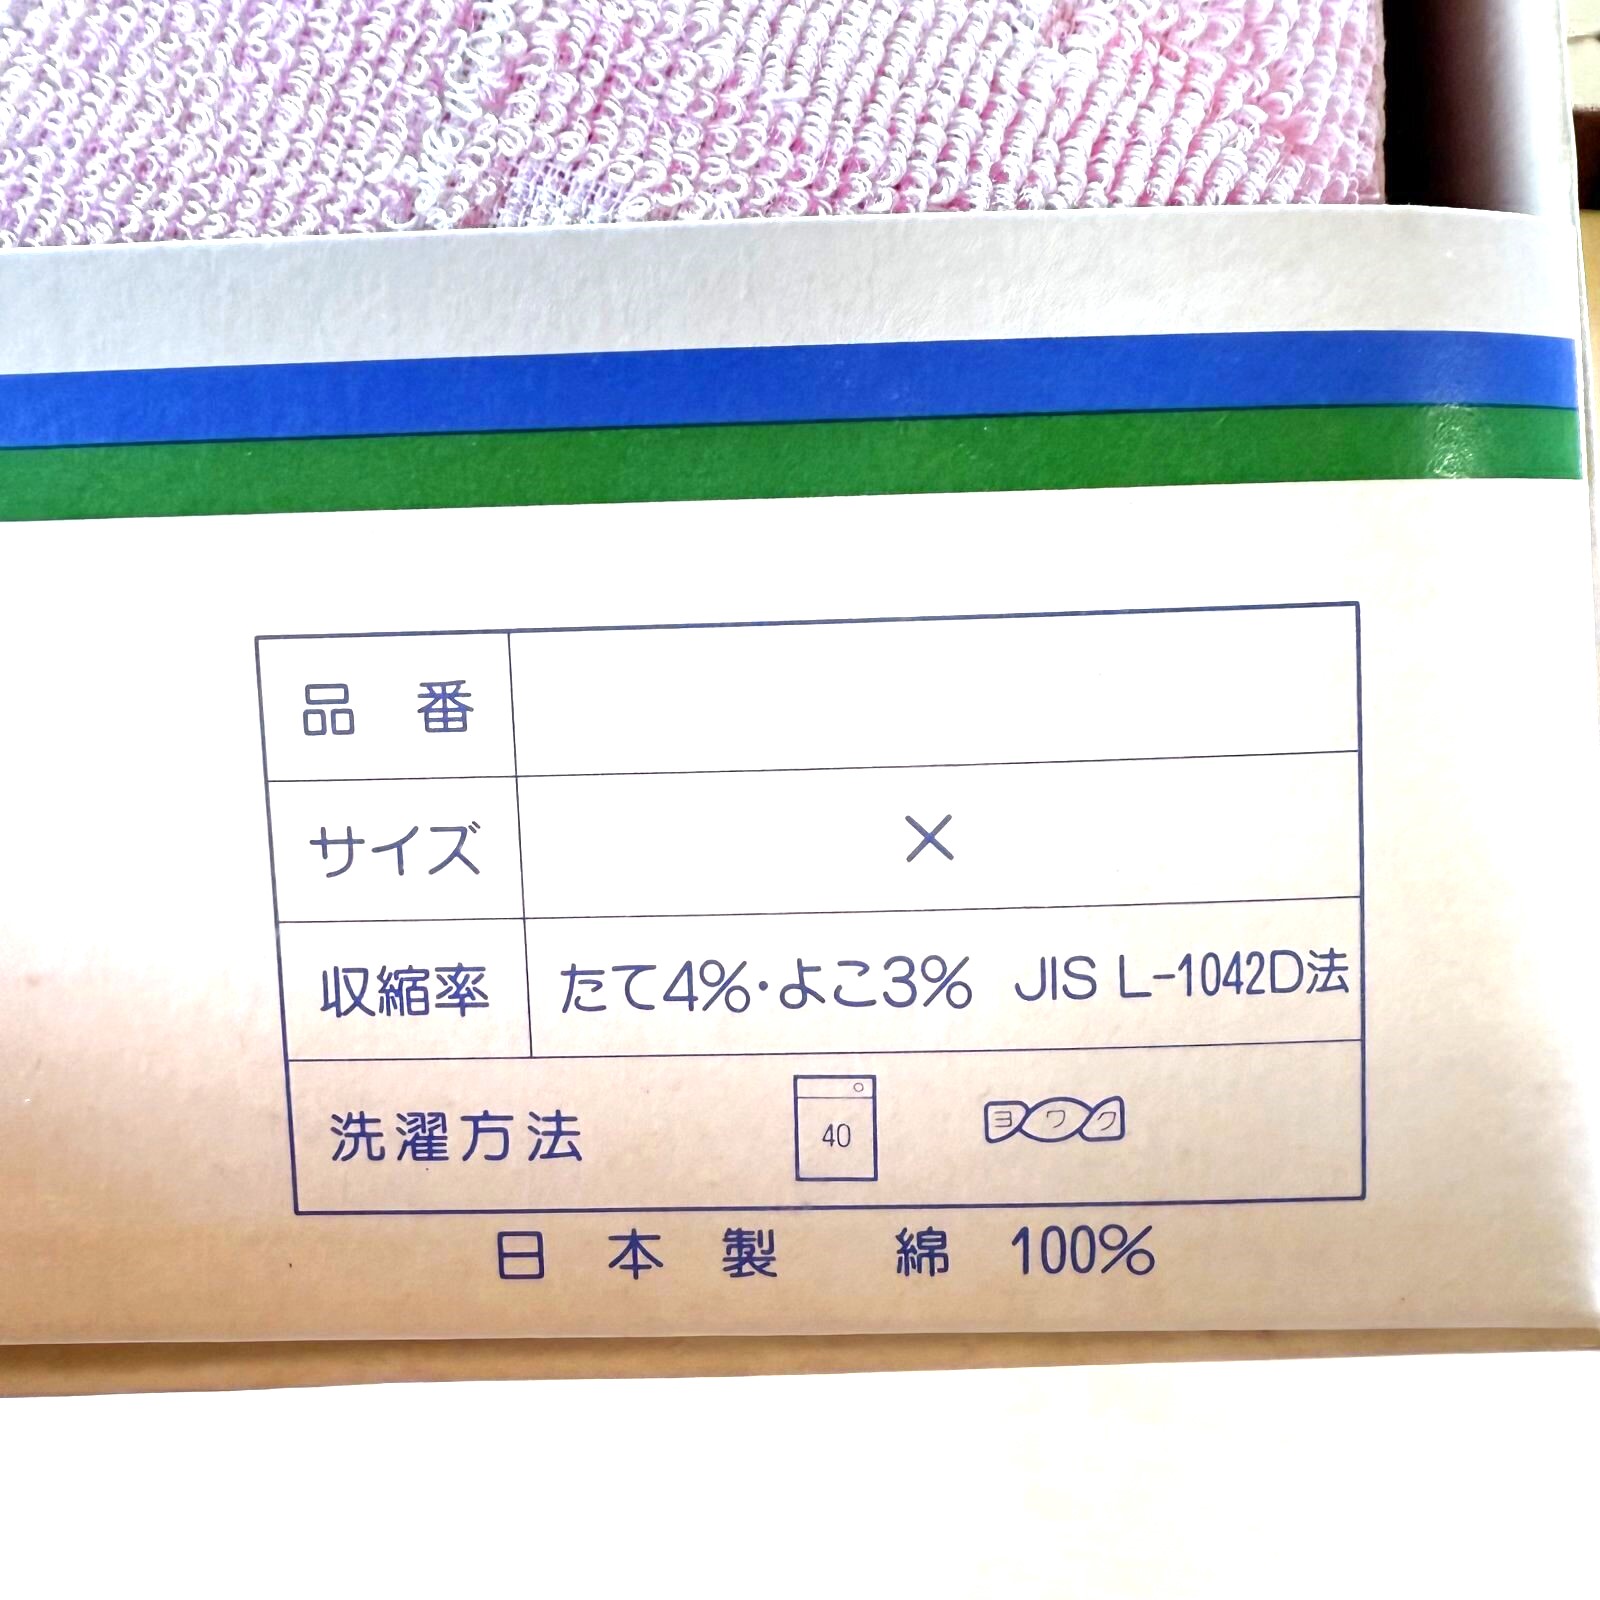 品 番
サイズ ×
収縮率 たて4%・よこ3% JIS L-1042D法
洗濯方法 40 ヨワク
日本製 綿 100%